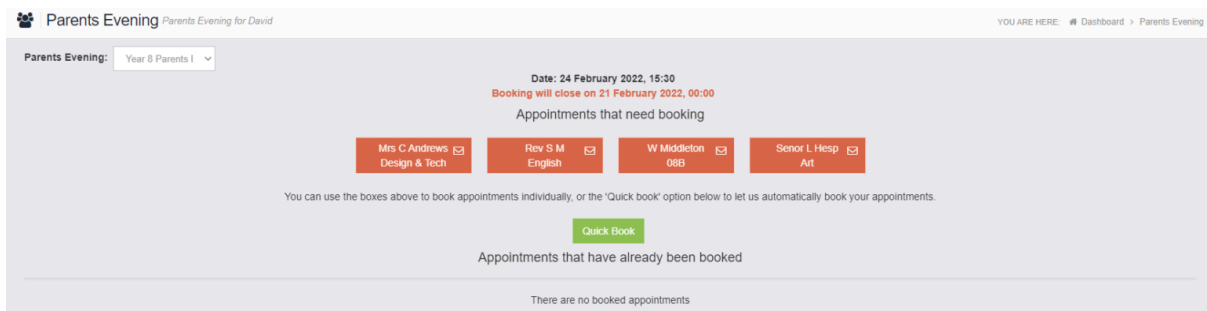 Parents Evening Parents Evening for David
YOU ARE HERE: Dashboard > Parents Evening
Parents Evening: Year 8 Parents I
Date: 24 February 2022, 15:30
Booking will close on 21 February 2022, 00:00
Appointments that need booking
Mrs C Andrews
Design & Tech
Rev S M
English
W Middleton
08B
Senor L Hesp
Art
You can use the boxes above to book appointments individually, or the 'Quick book' option below to let us automatically book your appointments.
Quick Book
Appointments that have already been booked
There are no booked appointments